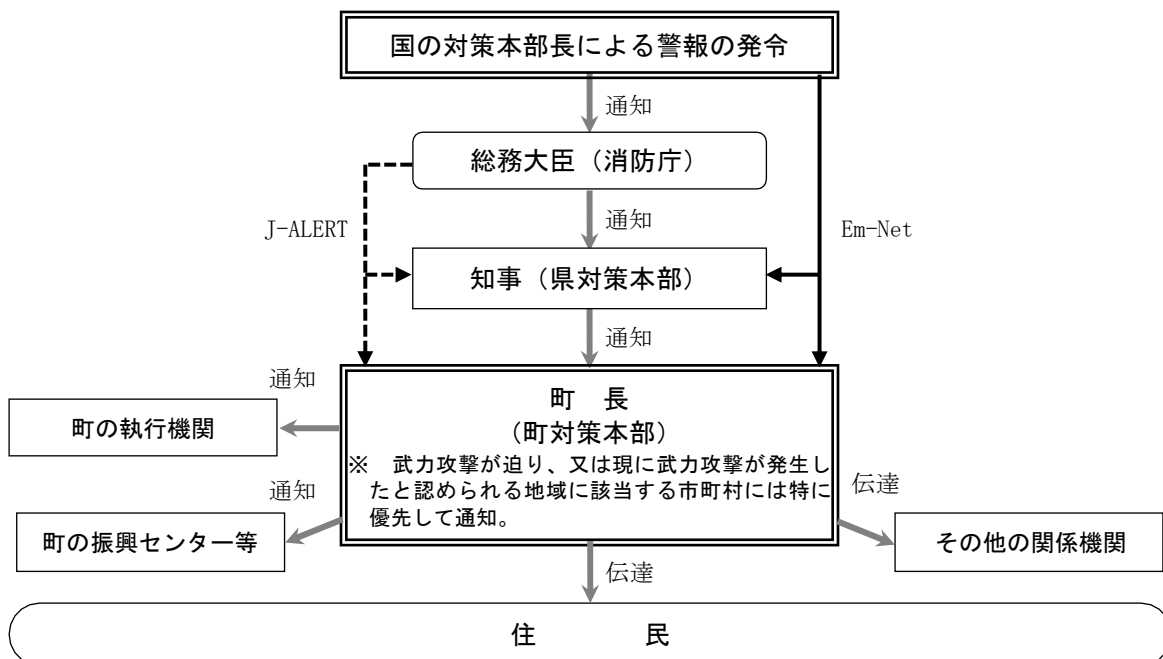 国の対策本部長による警報の発令
通知
総務大臣（消防庁）
J-ALERT
通知
Em-Net
知事（県対策本部）
通知
通知
町　長
町の執行機関
（町対策本部）
※　武力攻撃が迫り、又は現に武力攻撃が発生し
たと認められる地域に該当する市町村には特に
優先して通知。
通知
伝達
町の振興センター等
その他の関係機関
伝達
住　　　　民